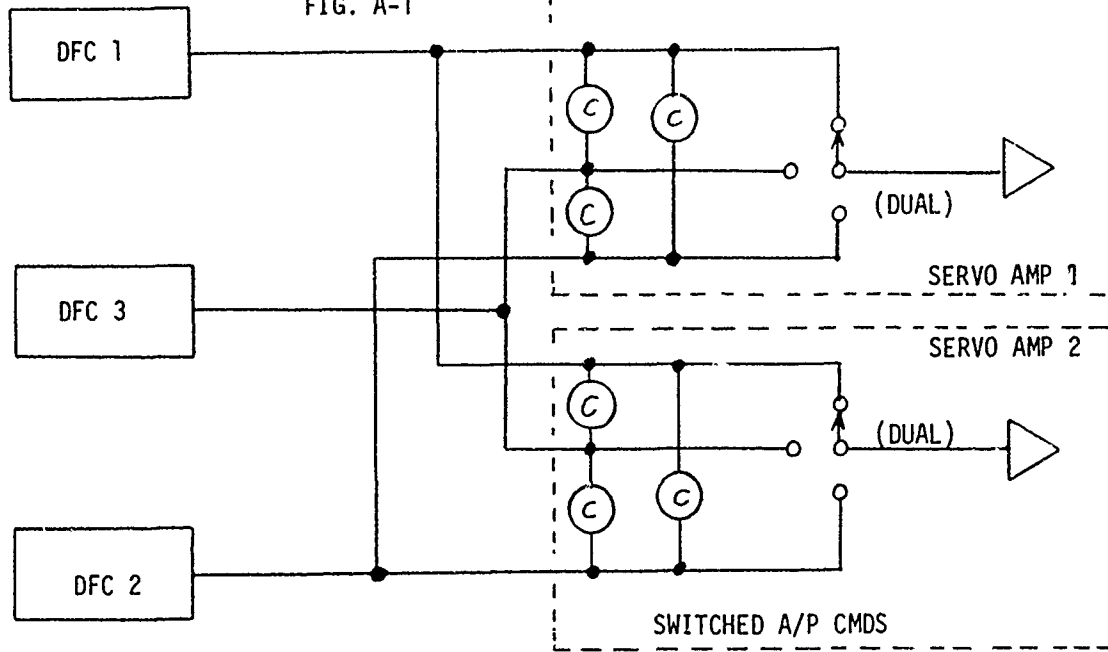 FIG. A-1
DFC 1
C
C
C
(DUAL)
SERVO AMP 1
DFC 3
SERVO AMP 2
C
(DUAL)
C
C
DFC 2
SWITCHED A/P CMDS